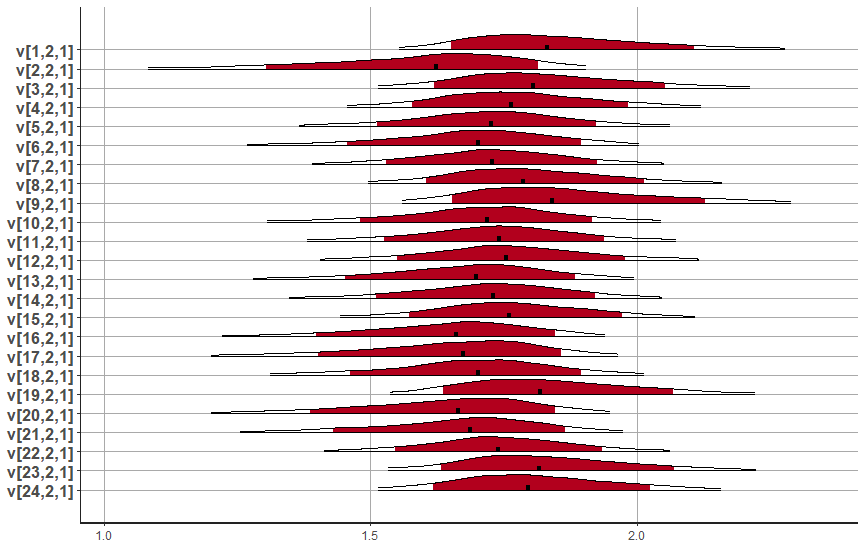 v[1,2,1]
v[2,2,1]
v[3,2,1]
v[4,2,1]
v[5,2,1]
v[6,2,1]
v[7,2,1]
v[8,2,1]
v[9,2,1]
v[10,2,1]
v[11,2,1]
v[12,2,1]
v[13,2,1]
v[14,2,1]
v[15,2,1]
v[16,2,1]
v[17,2,1]
v[18,2,1]
v[19,2,1]
v[20,2,1]
v[21,2,1]
v[22,2,1]
v[23,2,1]
v[24,2,1]
1.0 1.5 2.0